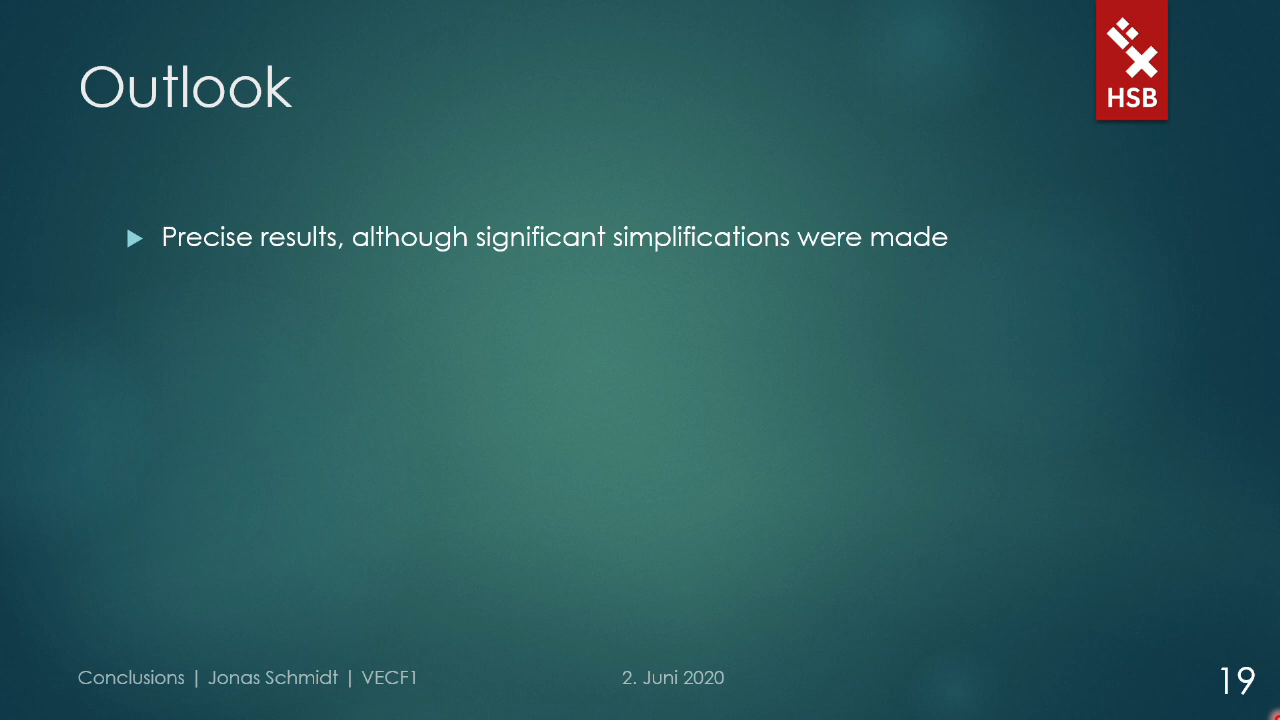 HSB
Outlook
Precise results, although significant simplifications were made
Conclusions | Jonas Schmidt | VECF1
2. Juni 2020
19